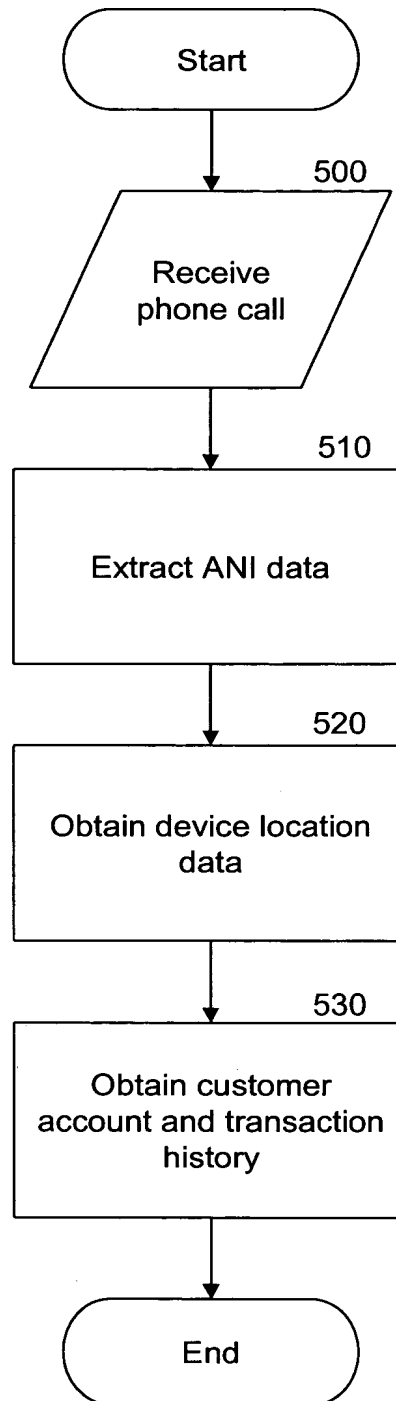 Start
500
Receive
phone call
510
Extract ANI data
520
Obtain device location
data
530
Obtain customer
account and transaction
history
End